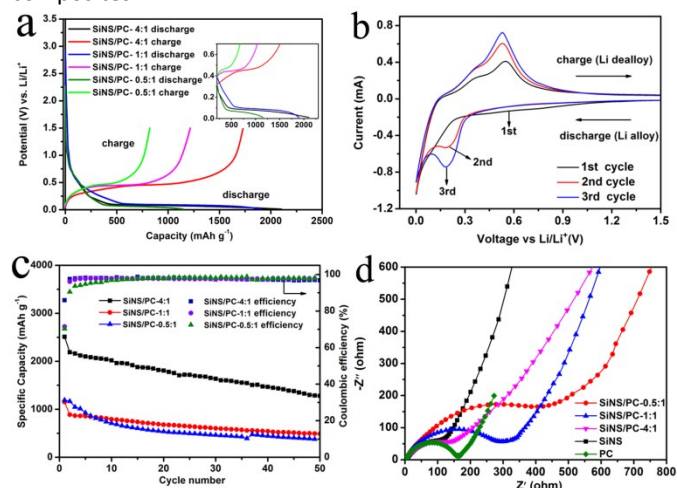 a
SiNS/PC- 4:1 discharge
SiNS/PC- 4:1 charge
SiNS/PC- 1:1 discharge
SiNS/PC- 1:1 charge
SiNS/PC- 0.5:1 discharge
SiNS/PC- 0.5:1 charge
3.5
3.0
2.5
2.0
1.5
1.0
0.5
0.0
Potential (V) vs. Li/Li+
0.6
0.4
0.2
0.0
500 1000 1500 2000
charge
discharge
0 500 1000 1500 2000 2500
Capacity (mAh g-1)
b
0.8
0.4
0.0
-0.4
-0.8
-1.2
Current (mA)
charge (Li dealloy)
1st
discharge (Li alloy)
2nd
3rd
1st cycle
2nd cycle
3rd cycle
0.0 0.3 0.6 0.9 1.2 1.5
Voltage vs Li/Li+(V)
c
4000
3000
2000
1000
0
Specific Capacity (mAh g-1)
SiNS/PC-4:1
SiNS/PC-1:1
SiNS/PC-0.5:1
SiNS/PC-4:1 efficiency
SiNS/PC-1:1 efficiency
SiNS/PC-0.5:1 efficiency
100
80
60
40
20
0
Coulombic efficiency (%)
0 10 20 30 40 50
Cycle number
d
600
500
400
300
200
100
0
-Z'' (ohm)
SiNS/PC-0.5:1
SiNS/PC-1:1
SiNS/PC-4:1
SiNS
PC
0 100 200 300 400 500 600 700 800
Z' (ohm)